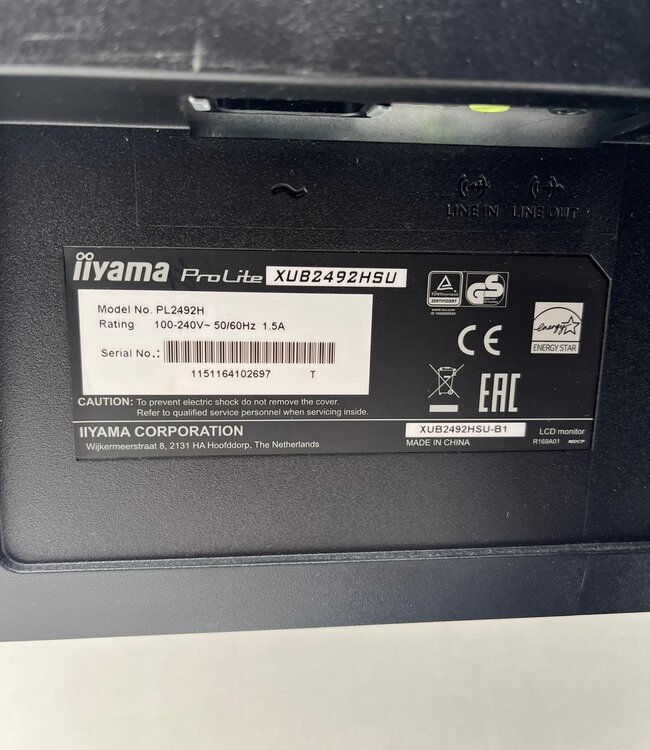 ~
LINE IN LINE OUT
iiyama ProLite XUB2492HSU
Model No. PL2492H
Rating 100-240V~ 50/60Hz 1.5A
Serial No.:
1151164102697 T
CAUTION: To prevent electric shock do not remove the cover.
Refer to qualified service personnel when servicing inside.
TÜVRheinland
ZERTIFIZIERT
GS
CE
energy
ENERGY STAR
EAC
IIYAMA CORPORATION
Wijkermeerstraat 8, 2131 HA Hoofddorp, The Netherlands
XUB2492HSU-B1
MADE IN CHINA
LCD monitor
R169A01